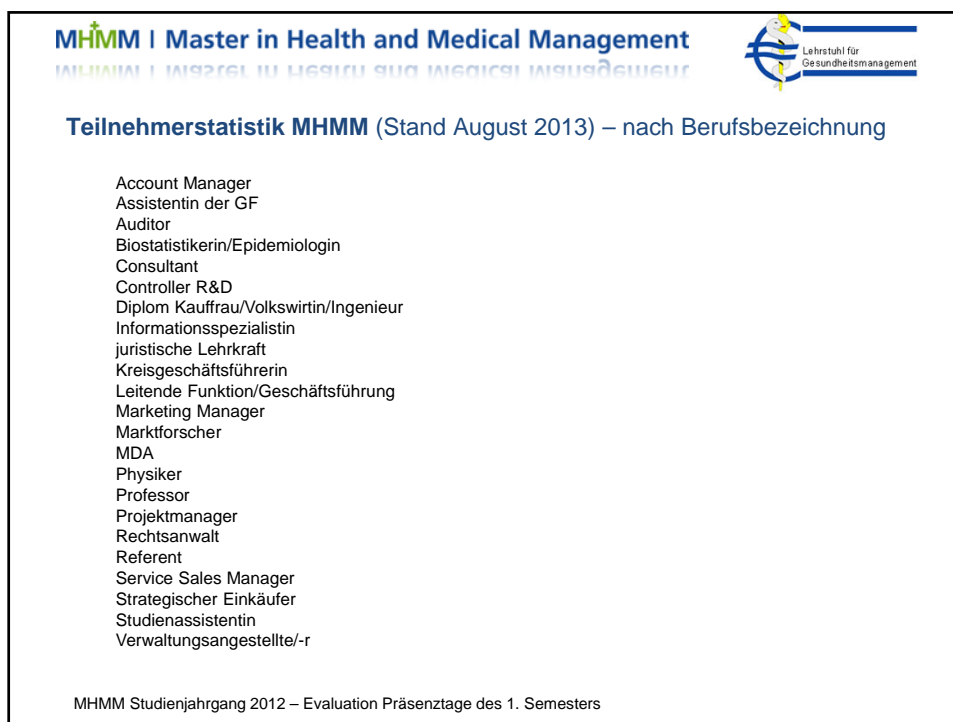 MHMM I Master in Health and Medical Management
Lehrstuhl für
Gesundheitsmanagement
Teilnehmerstatistik MHMM (Stand August 2013) – nach Berufsbezeichnung
Account Manager
Assistentin der GF
Auditor
Biostatistikerin/Epidemiologin
Consultant
Controller R&D
Diplom Kauffrau/Volkswirtin/Ingenieur
Informationsspezialistin
juristische Lehrkraft
Kreisgeschäftsführerin
Leitende Funktion/Geschäftsführung
Marketing Manager
Marktforscher
MDA
Physiker
Professor
Projektmanager
Rechtsanwalt
Referent
Service Sales Manager
Strategischer Einkäufer
Studienassistentin
Verwaltungsangestellte/-r
MHMM Studienjahrgang 2012 – Evaluation Präsenztage des 1. Semesters